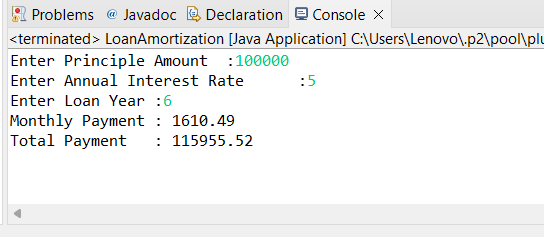 Problems @ Javadoc Declaration Console
<terminated> LoanAmortization [Java Application] C:\Users\Lenovo\.p2\pool\plu
Enter Principle Amount  :100000
Enter Annual Interest Rate      :5
Enter Loan Year :6
Monthly Payment : 1610.49
Total Payment   : 115955.52